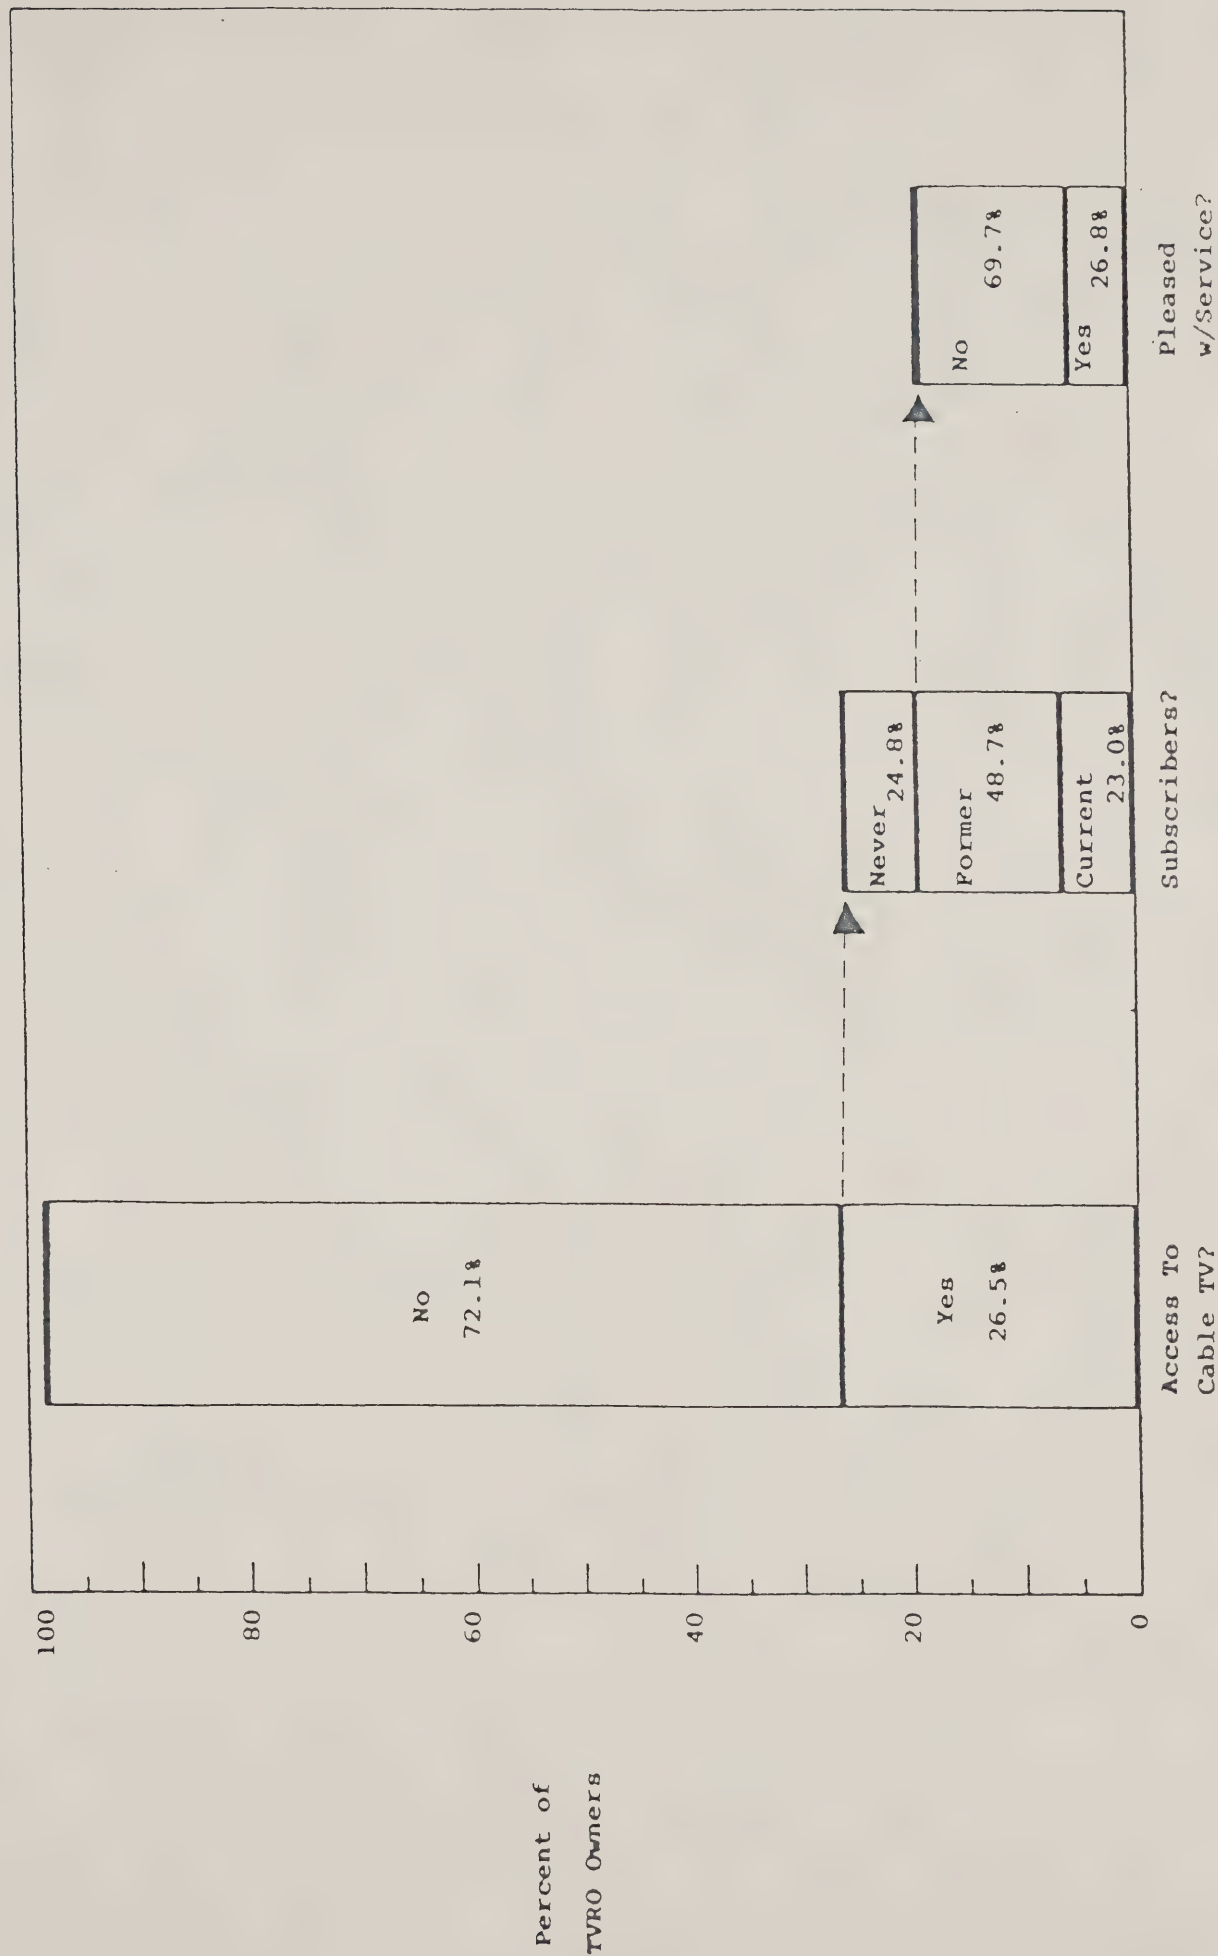 Percent of
TVRO Owners
100
80
60
40
20
0
No
72.1%
Yes
26.5%
Never
24.8%
Former
48.7%
Current
23.0%
No
69.7%
Yes
26.8%
Access To
Cable TV?
Subscribers?
Pleased
w/Service?